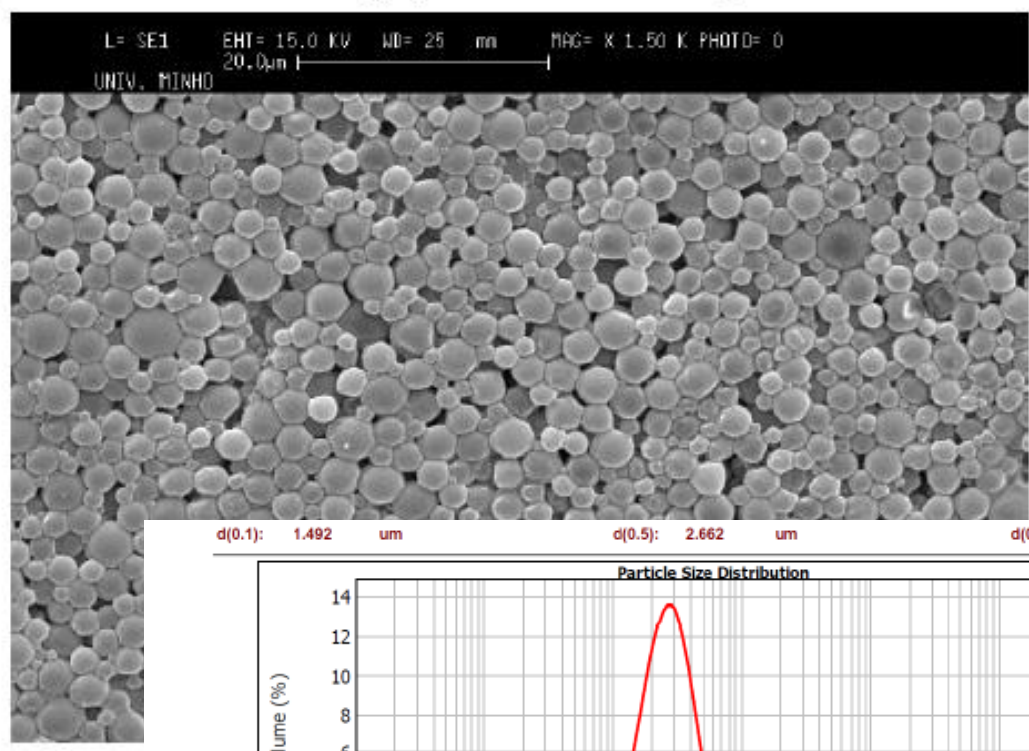 L= SE1 EHT= 15.0 KV WD= 25 mm MAG= X 1.50 K PHOTO= 0
20.0µm
UNIV. MINHO
d(0.1): 1.492 um d(0.5): 2.662 um d(
Particle Size Distribution
14
12
10
8
6
lume (%)